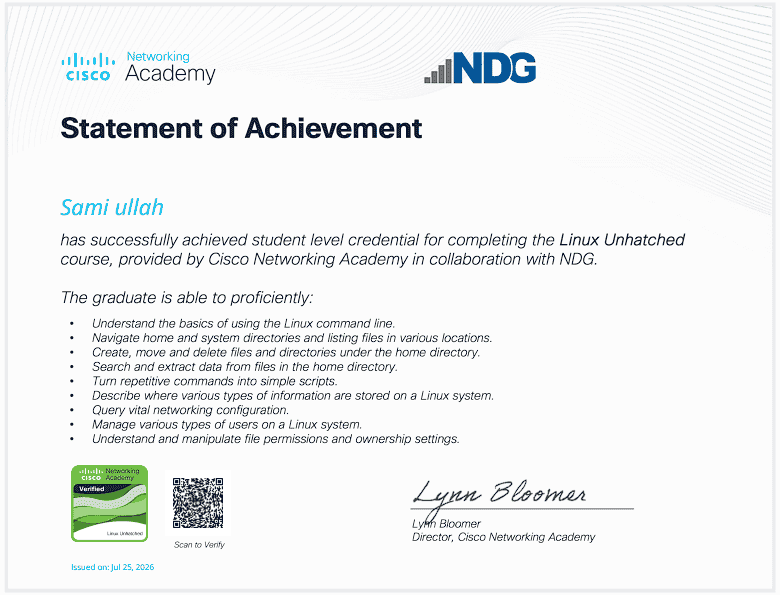 Networking
CISCO Academy
NDG
Statement of Achievement
Sami ullah
has successfully achieved student level credential for completing the Linux Unhatched
course, provided by Cisco Networking Academy in collaboration with NDG.
The graduate is able to proficiently:
• Understand the basics of using the Linux command line.
• Navigate home and system directories and listing files in various locations.
• Create, move and delete files and directories under the home directory.
• Search and extract data from files in the home directory.
• Turn repetitive commands into simple scripts.
• Describe where various types of information are stored on a Linux system.
• Query vital networking configuration.
• Manage various types of users on a Linux system.
• Understand and manipulate file permissions and ownership settings.
Networking
CISCO Academy
Verified
Linux Unhatched
Scan to Verify
Issued on: Jul 25, 2026
Lynn Bloomer
Lynn Bloomer
Director, Cisco Networking Academy